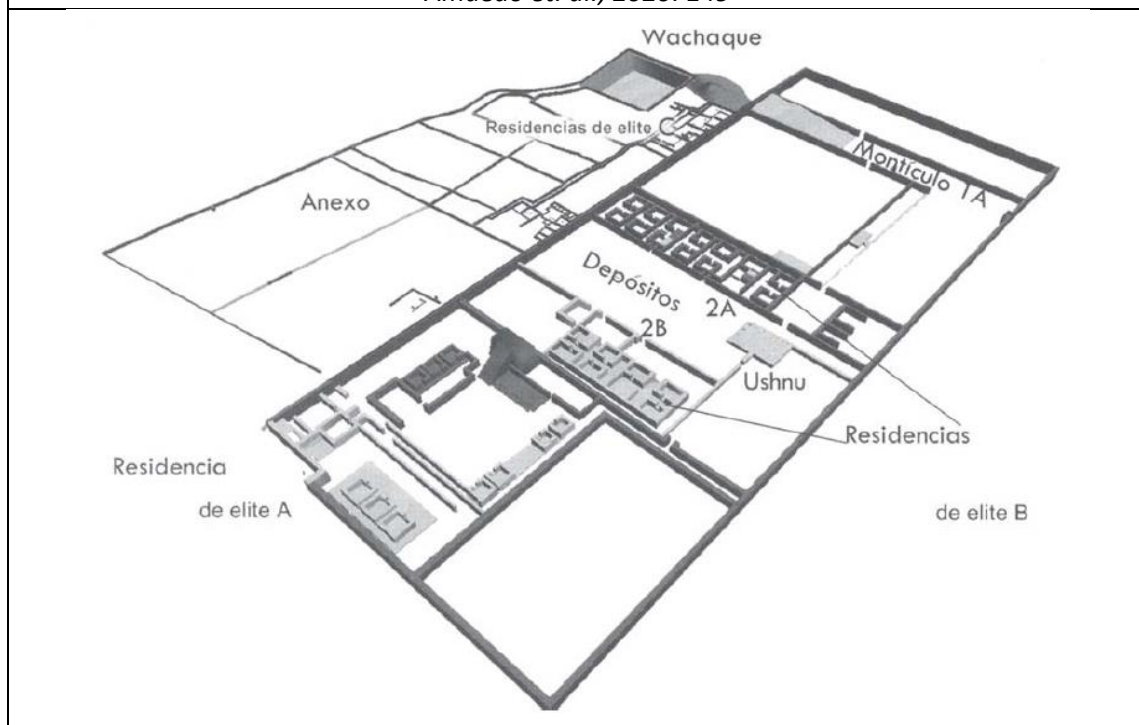 Wachaque
Residencias de elite
Montículo 1A
Anexo
Depósitos 2A
2B
Ushnu
Residencias
Residencia
de elite A
de elite B